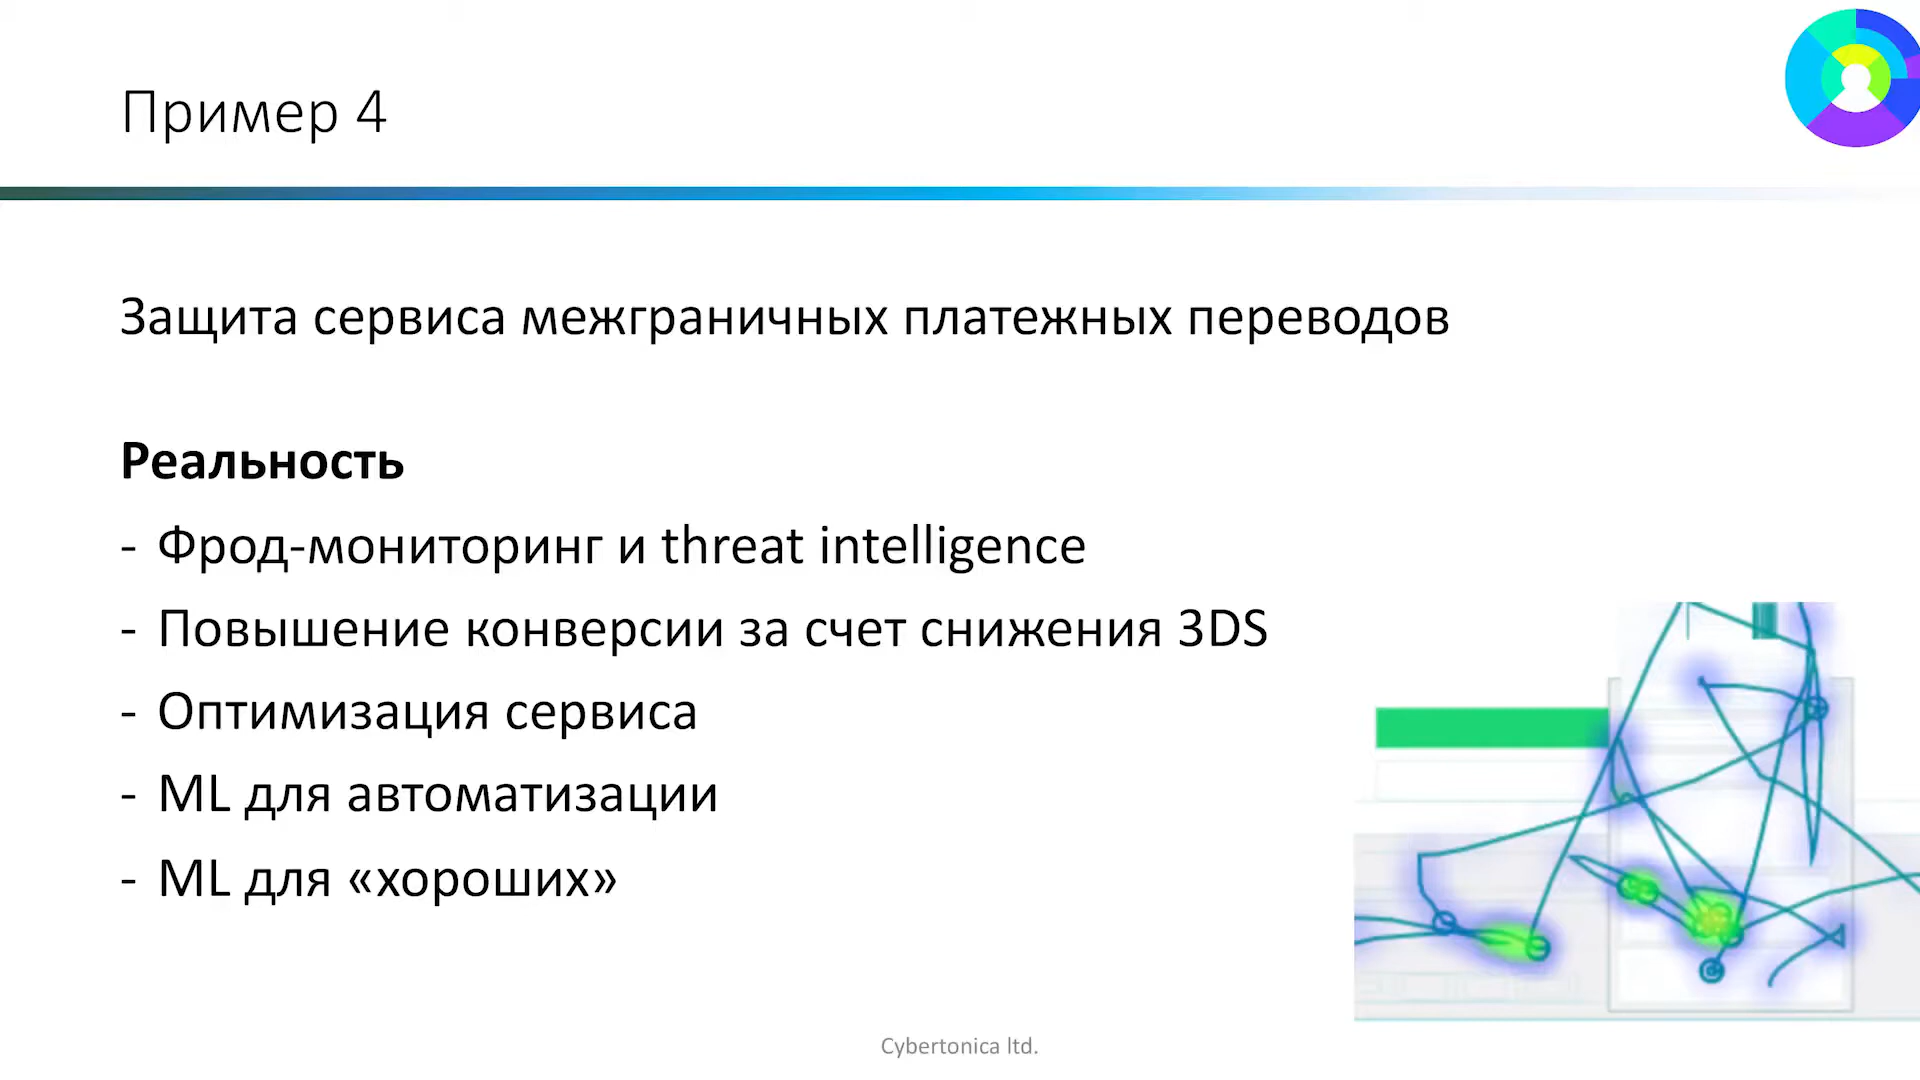 Пример 4
Защита сервиса межграничных платежных переводов
Реальность
- Фрод-мониторинг и threat intelligence
- Повышение конверсии за счет снижения 3DS
- Оптимизация сервиса
- ML для автоматизации
- ML для «хороших»
Cybertonica ltd.